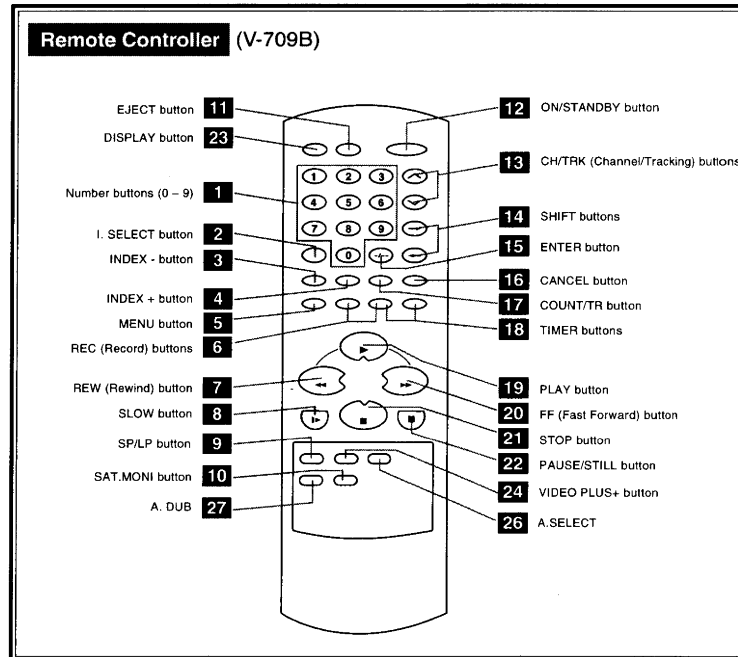 Remote Controller (V-709B)
EJECT button 11
DISPLAY button 23
Number buttons (0 – 9) 1
I. SELECT button 2
INDEX - button 3
INDEX + button 4
MENU button 5
REC (Record) buttons 6
REW (Rewind) button 7
SLOW button 8
SP/LP button 9
SAT.MONI button 10
A. DUB 27
1 2 3
4 5 6
7 8 9
0
12 ON/STANDBY button
13 CH/TRK (Channel/Tracking) buttons
14 SHIFT buttons
15 ENTER button
16 CANCEL button
17 COUNT/TR button
18 TIMER buttons
19 PLAY button
20 FF (Fast Forward) button
21 STOP button
22 PAUSE/STILL button
24 VIDEO PLUS+ button
26 A.SELECT